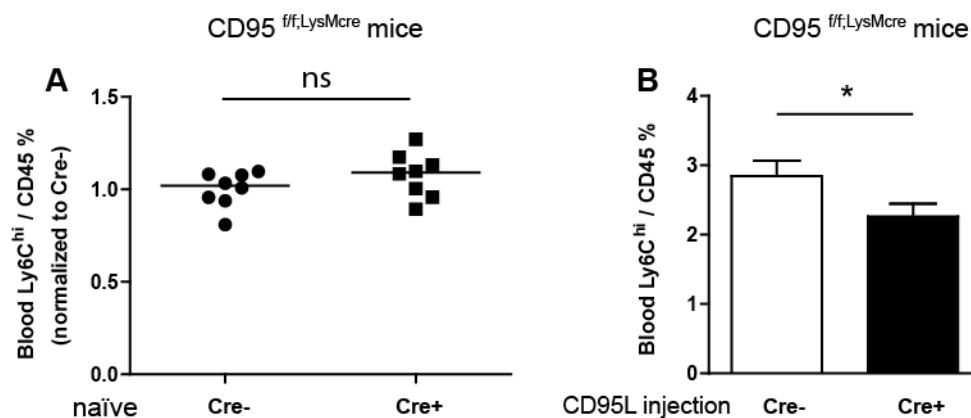 CD95 f/f;LysMcre mice
A
ns
Blood Ly6Chi / CD45 %
(normalized to Cre-)
1.5
1.0
0.5
0.0
naïve Cre- Cre+
CD95 f/f;LysMcre mice
B
*
Blood Ly6Chi / CD45 %
4
3
2
1
0
CD95L injection Cre- Cre+